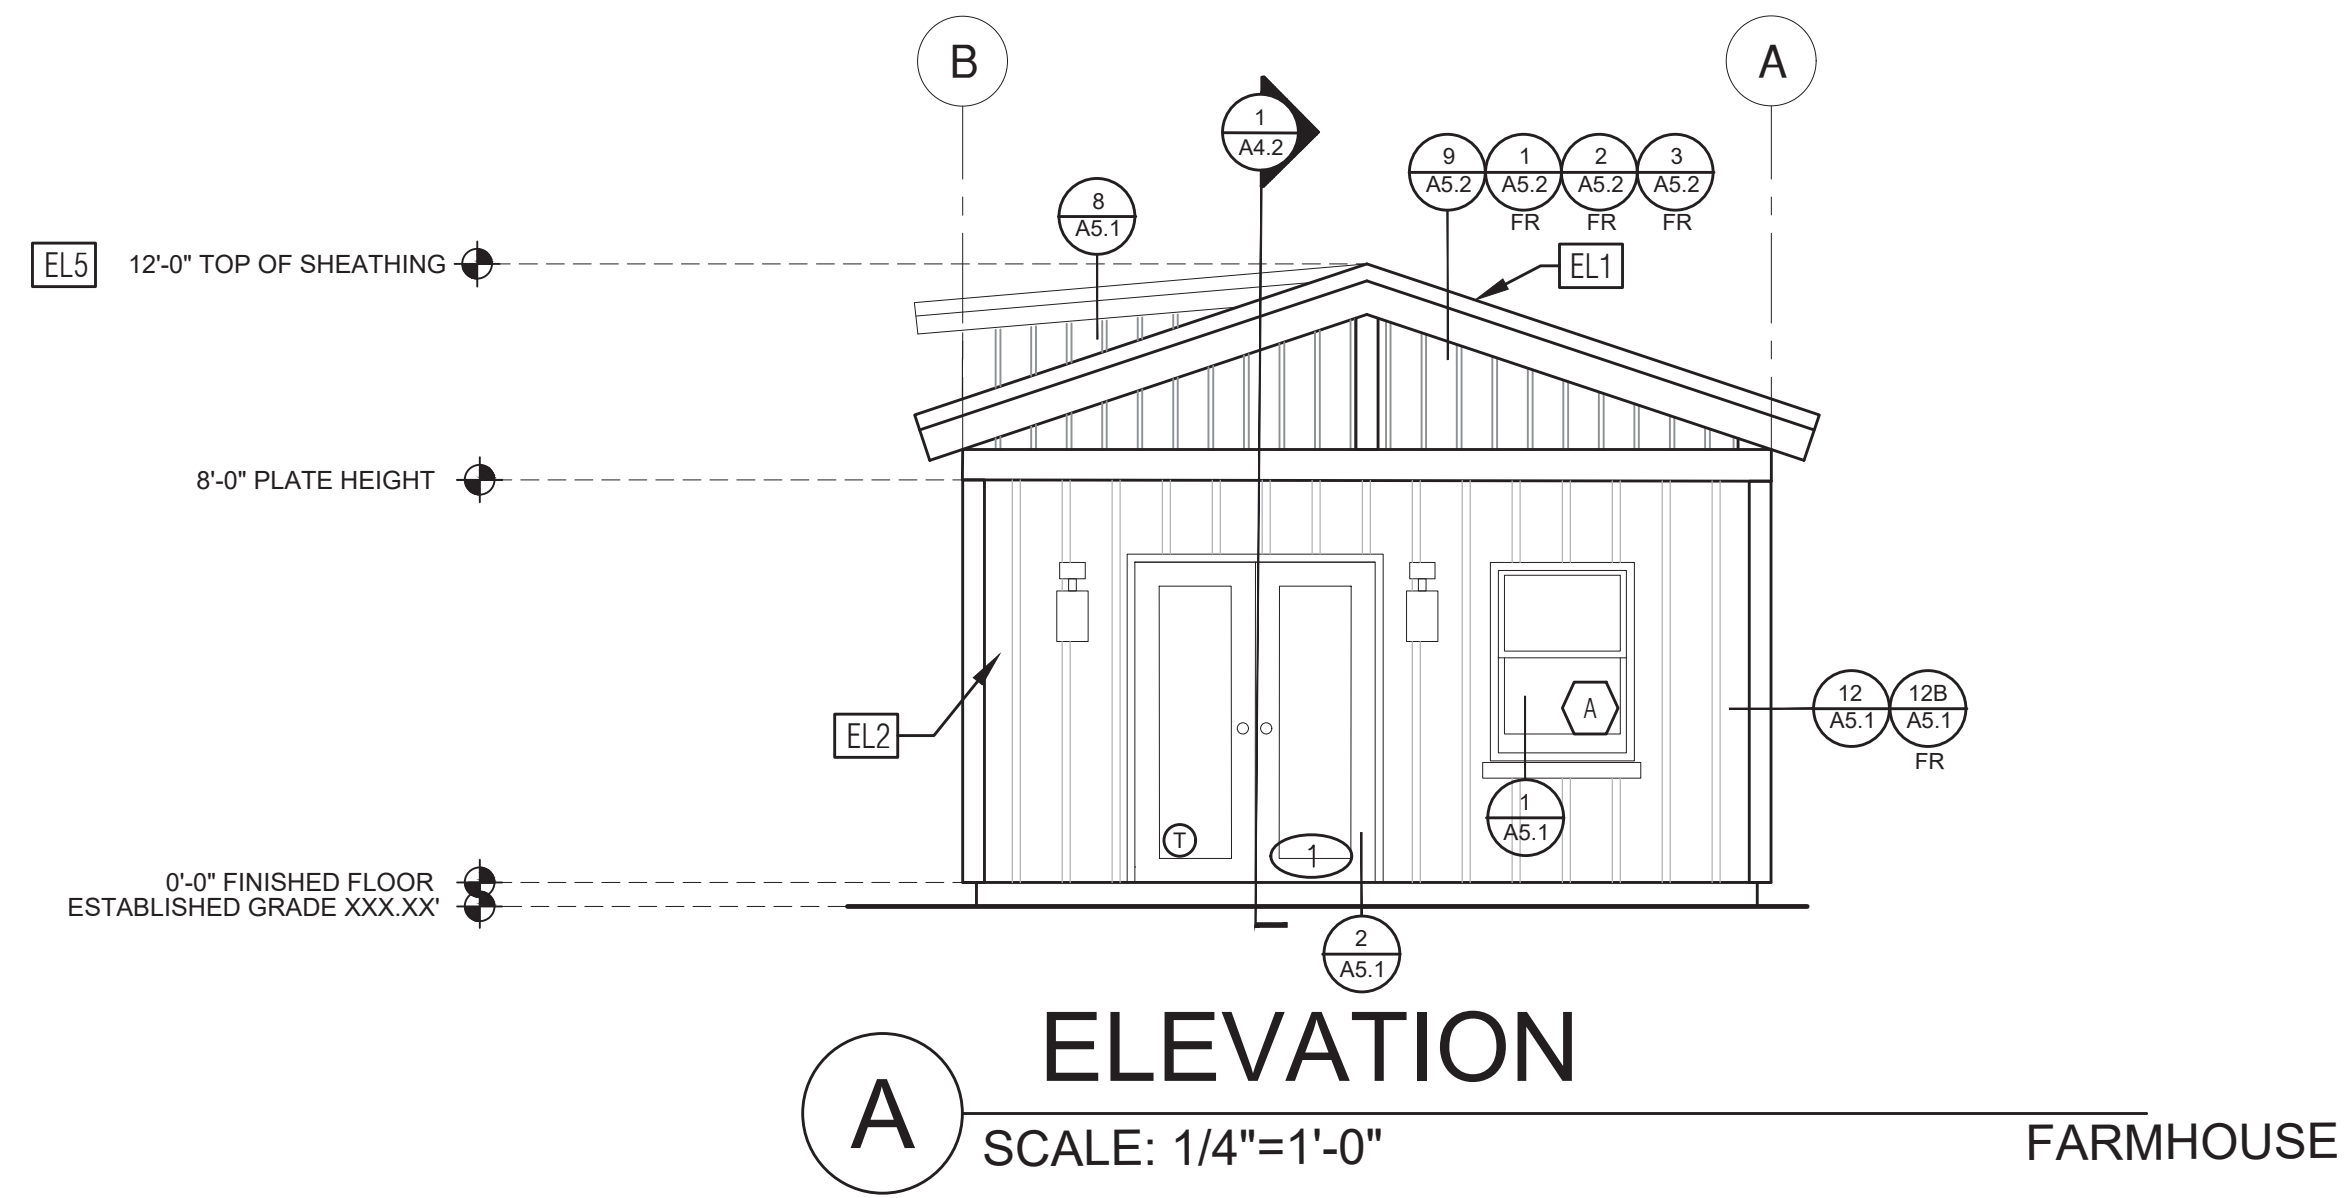 B
A
1
A4.2
9
A5.2
1
A5.2
FR
2
A5.2
FR
3
A5.2
FR
8
A5.1
EL5
12'-0" TOP OF SHEATHING
EL1
8'-0" PLATE HEIGHT
EL2
A
12
A5.1
12B
A5.1
FR
1
A5.1
T
1
0'-0" FINISHED FLOOR
ESTABLISHED GRADE XXX.XX'
2
A5.1
ELEVATION
A
SCALE: 1/4"=1'-0"
FARMHOUSE